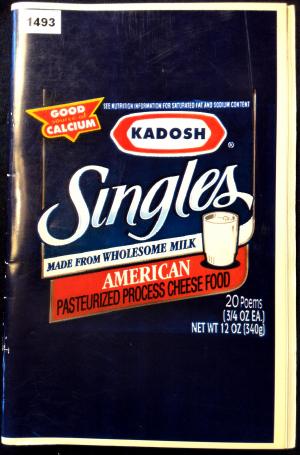 1493
GOOD
source of
CALCIUM
SEE NUTRITION INFORMATION FOR SATURATED FAT AND SODIUM CONTENT
KADOSH
®
Singles
MADE FROM WHOLESOME MILK
AMERICAN
PASTEURIZED PROCESS CHEESE FOOD
20 Poems
(3/4 OZ EA.)
NET WT 12 OZ (340g)